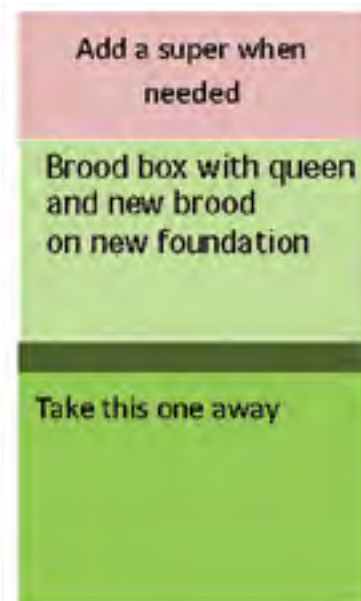 Add a super when
needed
Brood box with queen
and new brood
on new foundation
Take this one away